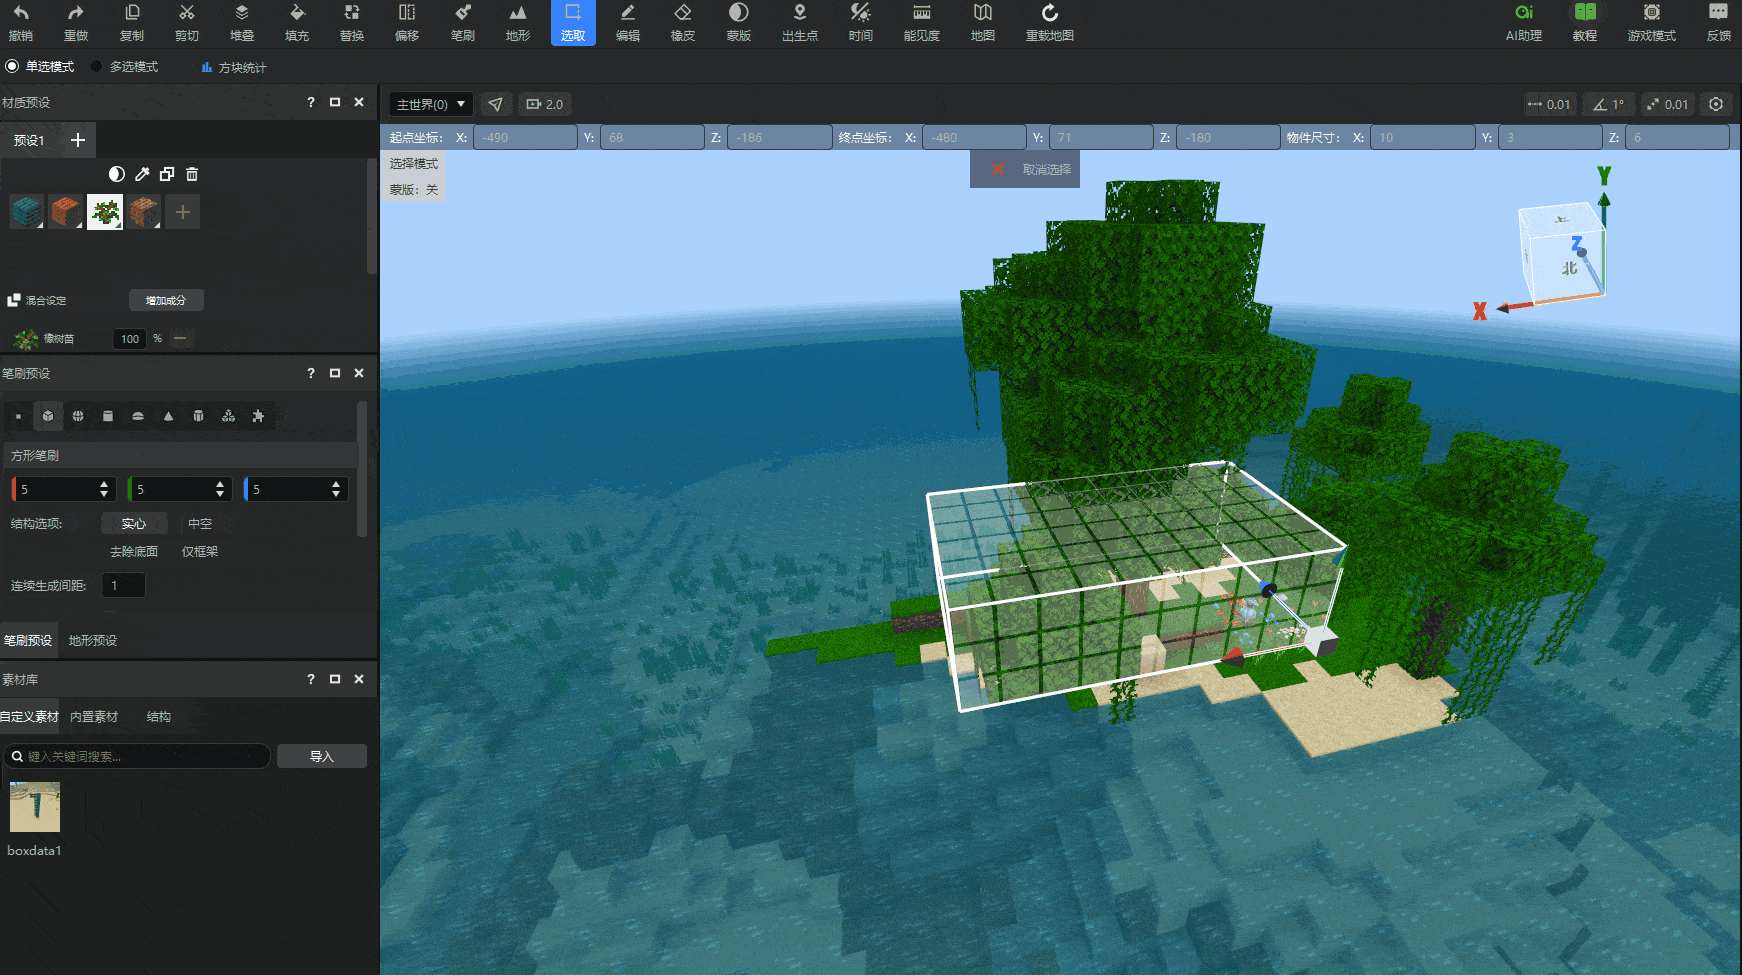 撤销 重做 复制 剪切 堆叠 填充 替换 偏移 笔刷 地形 选取 编辑 橡皮 蒙版 出生点 时间 能见度 地图 重载地图 AI助理 教程 游戏模式 反馈
单选模式 多选模式 方块统计
材质预设 ?
主世界(0) 2.0 0.01 1° 0.01
预设1 +
起点坐标: X: -490 Y: 68 Z: -186 终点坐标: X: -480 Y: 71 Z: -180 物件尺寸: X: 10 Y: 3 Z: 6
选择模式
取消选择
蒙版: 关
Y
上
Z
北
X
混合设定 增加成分
橡树苗 100 %
笔刷预设 ?
方形笔刷
5 5 5
结构选项: 实心 中空
去除底面 仅框架
连续生成间距: 1
笔刷预设 地形预设
素材库 ?
自定义素材 内置素材 结构
键入关键词搜索... 导入
boxdata1